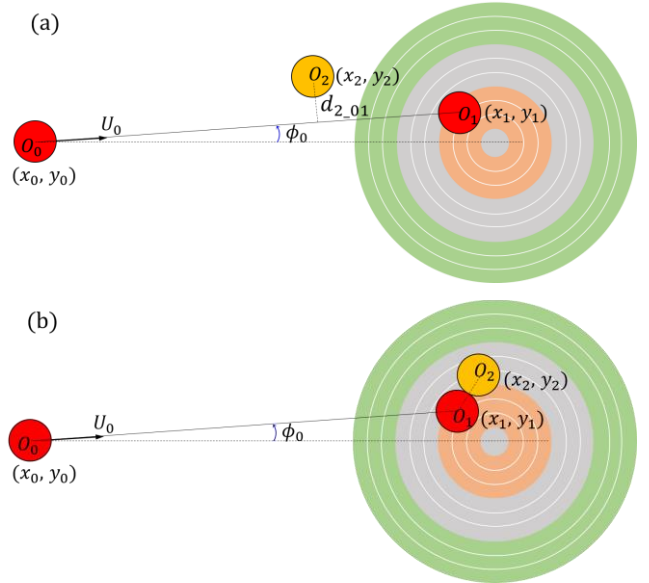 (a)
O₂ (x₂, y₂)
d₂_₀₁
U₀
O₁ (x₁, y₁)
O₀
ϕ₀
(x₀, y₀)
(b)
O₂
(x₂, y₂)
U₀
ϕ₀
O₁ (x₁, y₁)
O₀
(x₀, y₀)